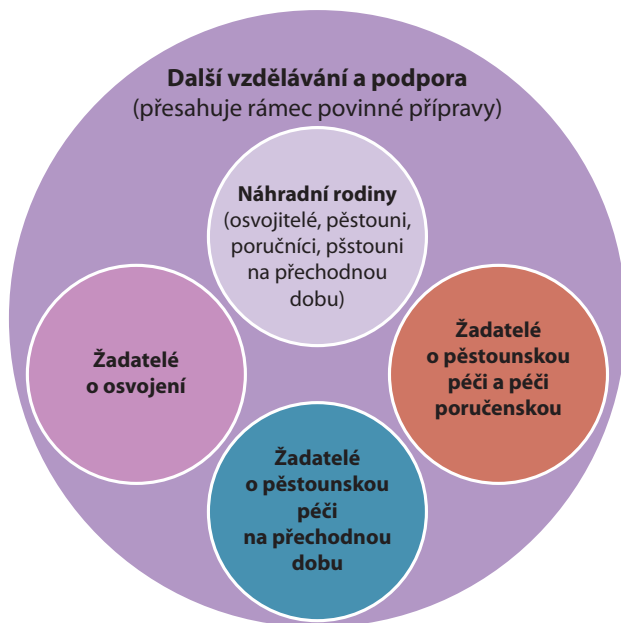 Další vzdělávání a podpora
(přesahuje rámec povinné přípravy)
Náhradní rodiny
(osvojitelé, pěstouni,
poručníci, pšstouni
na přechodnou
dobu)
Žadatelé
o osvojení
Žadatelé
o pěstounskou
péči a péči
poručenskou
Žadatelé
o pěstounskou
péči
na přechodnou
dobu